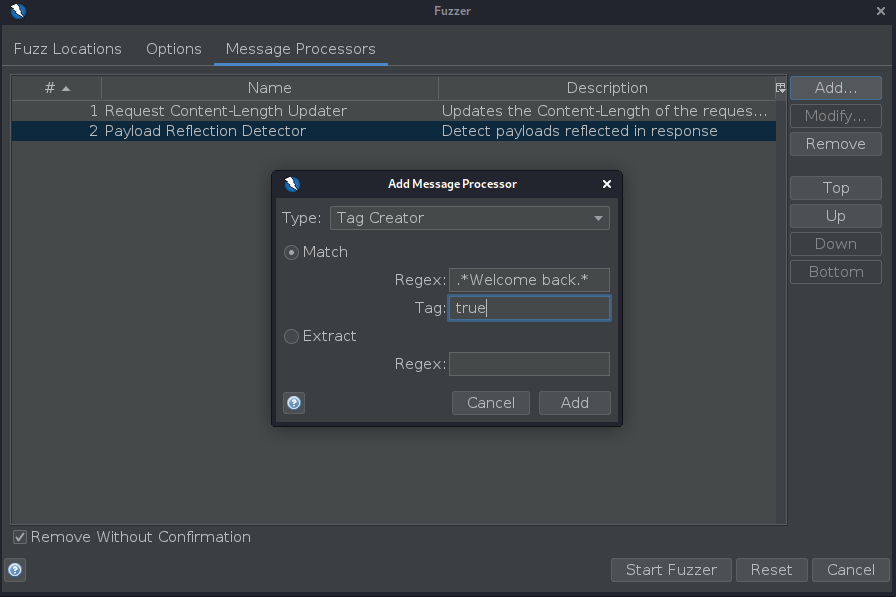 Fuzzer
Fuzz Locations Options Message Processors
# Name Description
1 Request Content-Length Updater Updates the Content-Length of the reques...
2 Payload Reflection Detector Detect payloads reflected in response
Add...
Modify...
Remove
Top
Up
Down
Bottom
Add Message Processor
Type: Tag Creator
Match
Regex: .*Welcome back.*
Tag: true
Extract
Regex:
Cancel Add
Remove Without Confirmation
Start Fuzzer Reset Cancel